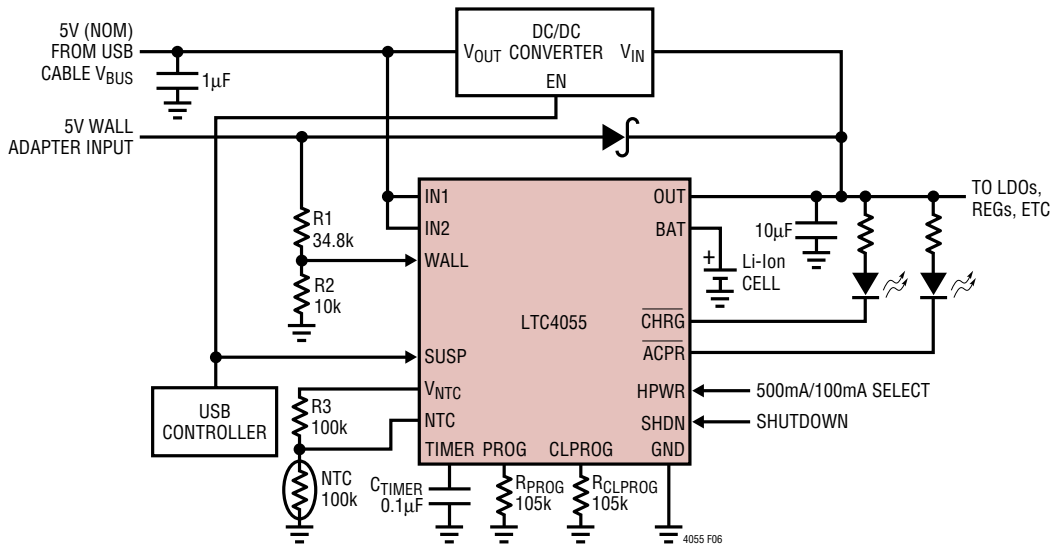 5V (NOM)
FROM USB
CABLE VBUS
1µF
VOUT
DC/DC
CONVERTER
EN
VIN
5V WALL
ADAPTER INPUT
R1
34.8k
R2
10k
IN1
IN2
WALL
SUSP
VNTC
NTC
TIMER
PROG
CLPROG
GND
LTC4055
OUT
BAT
CHRG
ACPR
HPWR
SHDN
10µF
+
Li-Ion
CELL
TO LDOs,
REGs, ETC
500mA/100mA SELECT
SHUTDOWN
USB
CONTROLLER
R3
100k
NTC
100k
CTIMER
0.1µF
RPROG
105k
RCLPROG
105k
4055 F06